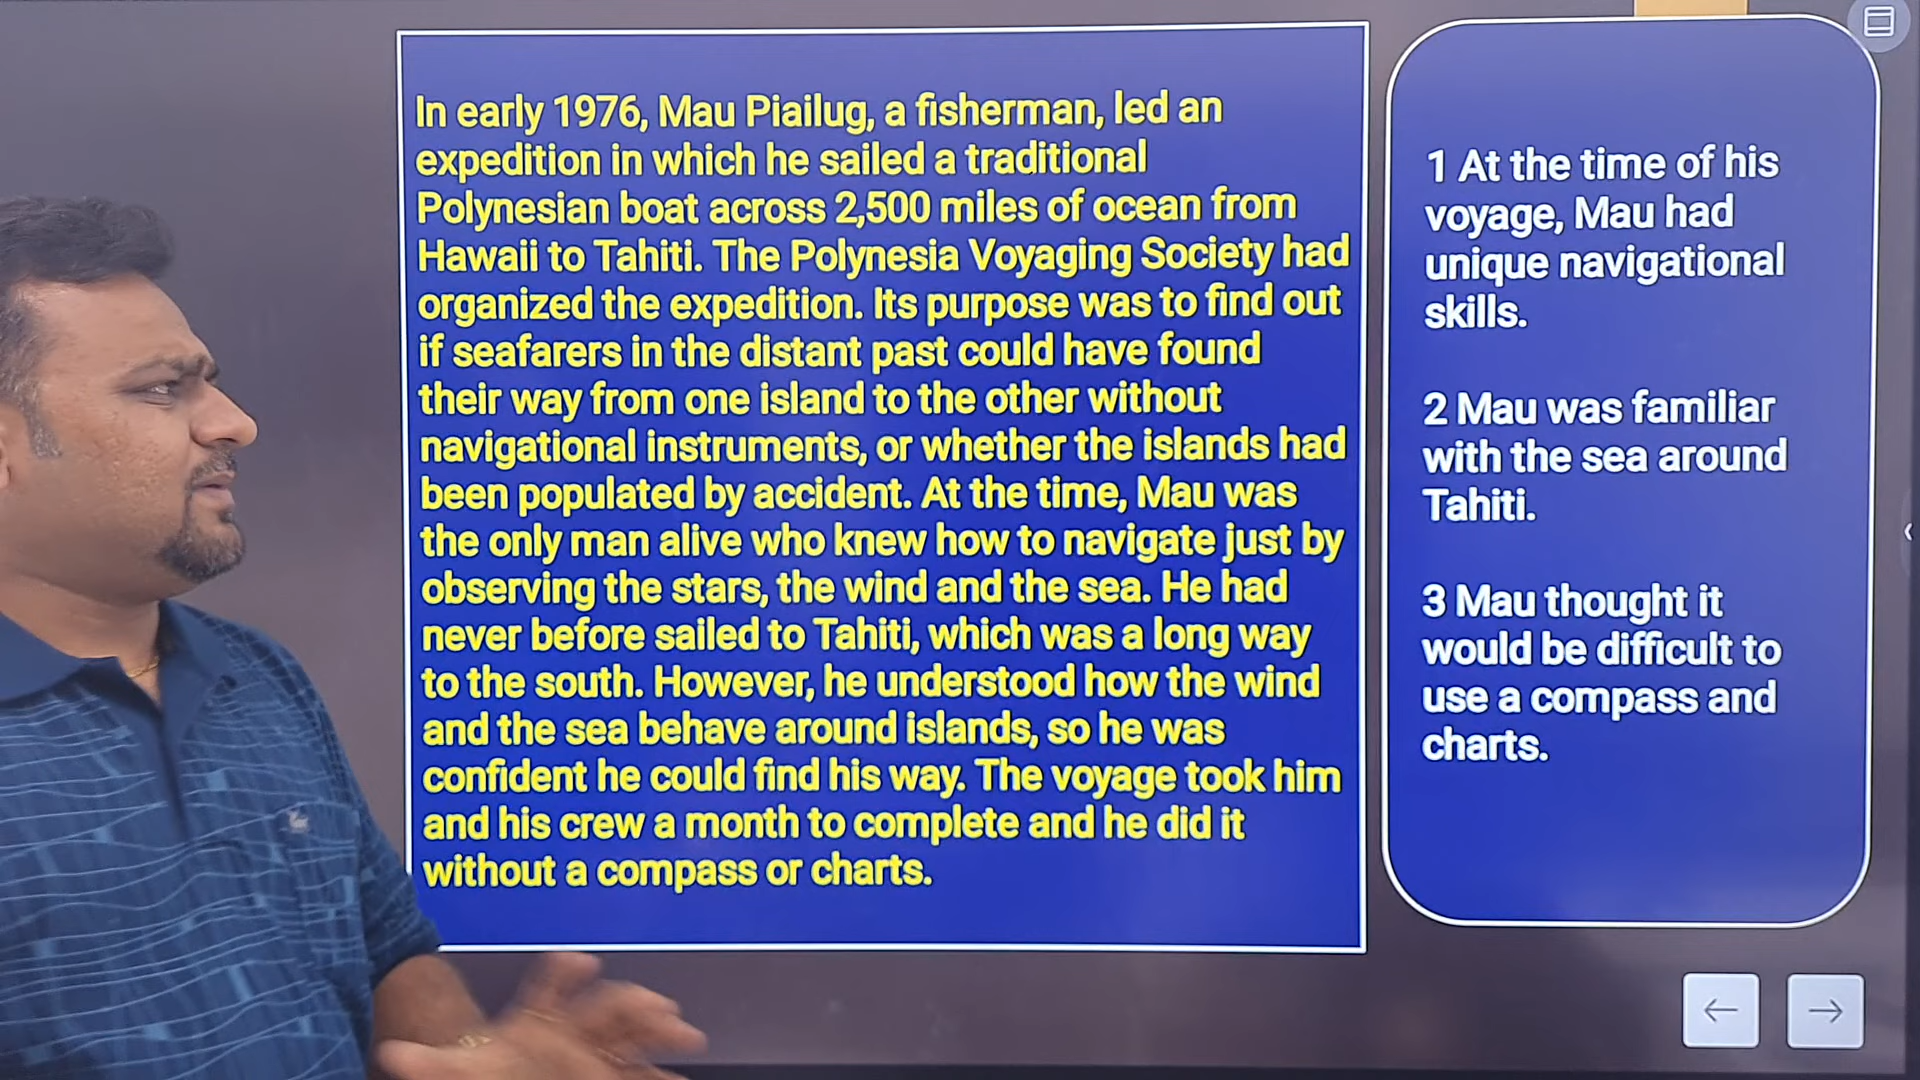 In early 1976, Mau Piailug, a fisherman, led an
expedition in which he sailed a traditional
Polynesian boat across 2,500 miles of ocean from
Hawaii to Tahiti. The Polynesia Voyaging Society had
organized the expedition. Its purpose was to find out
if seafarers in the distant past could have found
their way from one island to the other without
navigational instruments, or whether the islands had
been populated by accident. At the time, Mau was
the only man alive who knew how to navigate just by
observing the stars, the wind and the sea. He had
never before sailed to Tahiti, which was a long way
to the south. However, he understood how the wind
and the sea behave around islands, so he was
confident he could find his way. The voyage took him
and his crew a month to complete and he did it
without a compass or charts.
1 At the time of his
voyage, Mau had
unique navigational
skills.
2 Mau was familiar
with the sea around
Tahiti.
3 Mau thought it
would be difficult to
use a compass and
charts.